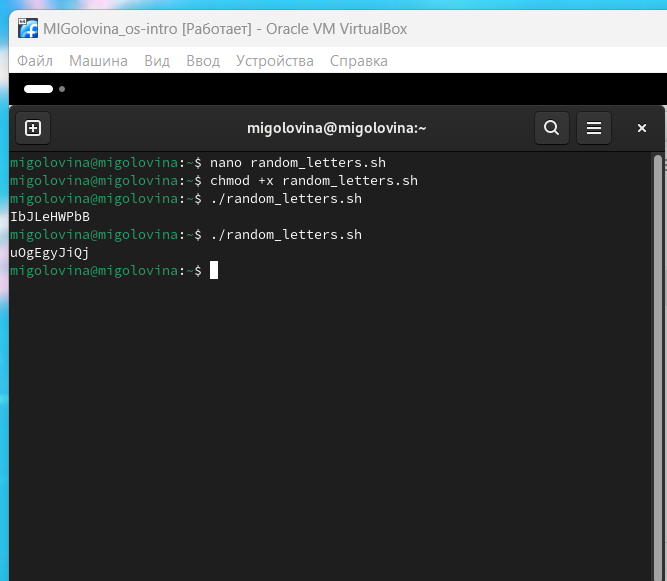 MIGolovina_os-intro [Работает] - Oracle VM VirtualBox
Файл Машина Вид Ввод Устройства Справка
migolovina@migolovina:~
migolovina@migolovina:~$ nano random_letters.sh
migolovina@migolovina:~$ chmod +x random_letters.sh
migolovina@migolovina:~$ ./random_letters.sh
IbJLeHWPbB
migolovina@migolovina:~$ ./random_letters.sh
uOgEgyJiQj
migolovina@migolovina:~$